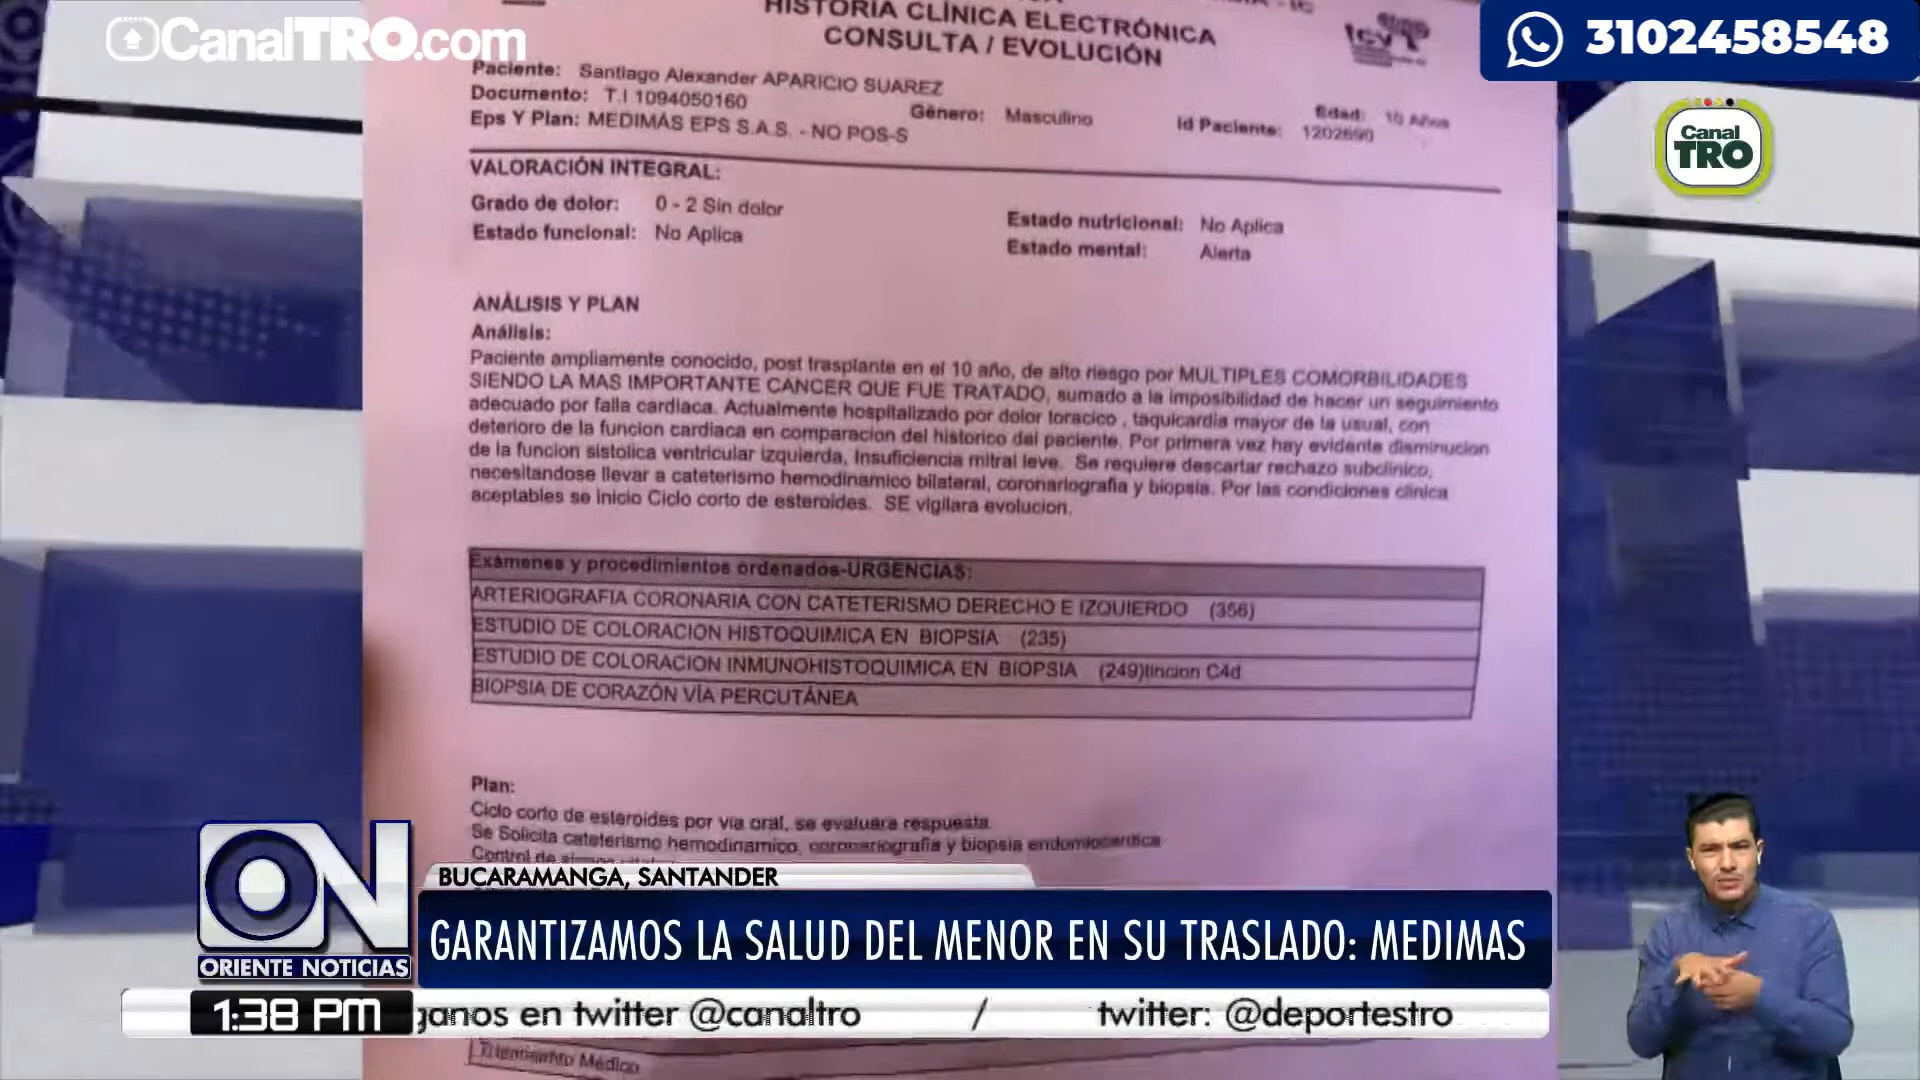 CanalTRO.com
3102458548
Canal
TRO
HISTORIA CLÍNICA ELECTRÓNICA
CONSULTA / EVOLUCIÓN
Paciente: Santiago Alexander APARICIO SUAREZ
Documento: T.I 1094050160
Género: Masculino
Edad: 10 Años
Eps Y Plan: MEDIMÁS EPS S.A.S. - NO POS-S
Id Paciente: 1202690
VALORACIÓN INTEGRAL:
Grado de dolor: 0 - 2 Sin dolor
Estado nutricional: No Aplica
Estado funcional: No Aplica
Estado mental: Alerta
ANÁLISIS Y PLAN
Análisis:
Paciente ampliamente conocido, post trasplante en el 10 año, de alto riesgo por MULTIPLES COMORBILIDADES
SIENDO LA MAS IMPORTANTE CANCER QUE FUE TRATADO, sumado a la imposibilidad de hacer un seguimiento
adecuado por falla cardiaca. Actualmente hospitalizado por dolor toracico , taquicardia mayor de la usual, con
deterioro de la funcion cardiaca en comparacion del historico del paciente. Por primera vez hay evidente disminucion
de la funcion sistolica ventricular izquierda, Insuficiencia mitral leve. Se requiere descartar rechazo subclinico,
necesitandose llevar a cateterismo hemodinamico bilateral, coronariografia y biopsia. Por las condiciones clinica
aceptables se inicio Ciclo corto de esteroides. SE vigilara evolucion.
Exámenes y procedimientos ordenados-URGENCIAS:
ARTERIOGRAFIA CORONARIA CON CATETERISMO DERECHO E IZQUIERDO (356)
ESTUDIO DE COLORACION HISTOQUIMICA EN BIOPSIA (235)
ESTUDIO DE COLORACION INMUNOHISTOQUIMICA EN BIOPSIA (249)tincion C4d
BIOPSIA DE CORAZÓN VÍA PERCUTÁNEA
Plan:
Ciclo corto de esteroides por via oral, se evaluara respuesta
Se Solicita cateterismo hemodinamico, coronariografia y biopsia endomiocardica
Control de
BUCARAMANGA, SANTANDER
GARANTIZAMOS LA SALUD DEL MENOR EN SU TRASLADO: MEDIMAS
ON
ORIENTE NOTICIAS
1:38 PM
ganos en twitter @canaltro / twitter: @deportestro
Tratamiento Médico